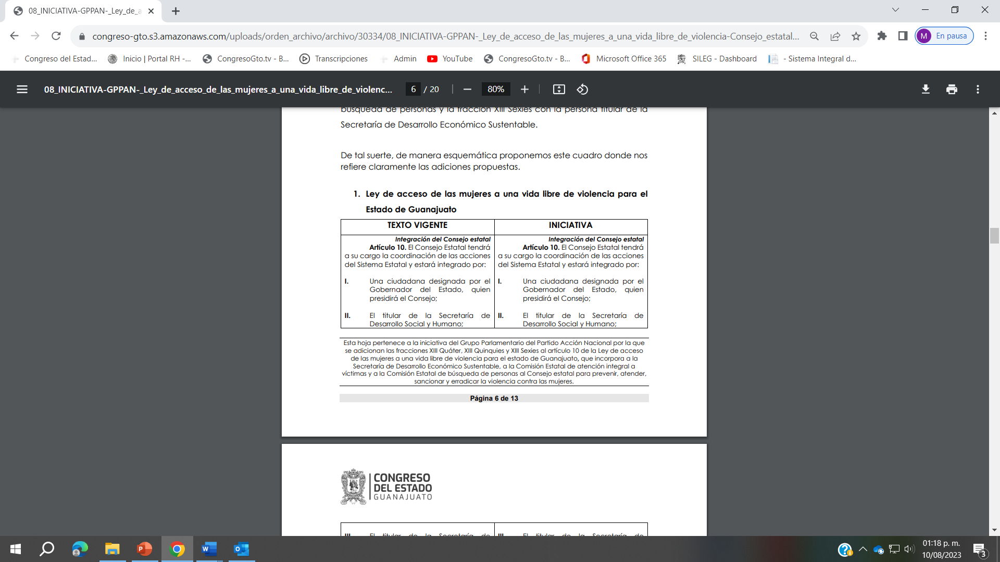 08_INICIATIVA-GPPAN-_Ley_de_a
congreso-gto.s3.amazonaws.com/uploads/orden_archivo/archivo/30334/08_INICIATIVA-GPPAN-_Ley_de_acceso_de_las_mujeres_a_una_vida_libre_de_violencia-Consejo_estatal...
M En pausa
Congreso del Estad... Inicio | Portal RH -... CongresoGto.tv - B... Transcripciones Admin YouTube CongresoGto.tv - B... Microsoft Office 365 SILEG - Dashboard - Sistema Integral d...
08_INICIATIVA-GPPAN-_Ley_de_acceso_de_las_mujeres_a_una_vida_libre_de_violenc... 6 / 20 80%
búsqueda de personas y la fracción XIII Sexies con la persona titular de la
Secretaría de Desarrollo Económico Sustentable.
De tal suerte, de manera esquemática proponemos este cuadro donde nos
refiere claramente las adiciones propuestas.
1. Ley de acceso de las mujeres a una vida libre de violencia para el
Estado de Guanajuato
TEXTO VIGENTE
Integración del Consejo estatal
Artículo 10. El Consejo Estatal tendrá
a su cargo la coordinación de las acciones
del Sistema Estatal y estará integrado por:
I. Una ciudadana designada por el
Gobernador del Estado, quien
presidirá el Consejo;
II. El titular de la Secretaría de
Desarrollo Social y Humano;
INICIATIVA
Integración del Consejo estatal
Artículo 10. El Consejo Estatal tendrá
a su cargo la coordinación de las acciones
del Sistema Estatal y estará integrado por:
I. Una ciudadana designada por el
Gobernador del Estado, quien
presidirá el Consejo;
II. El titular de la Secretaría de
Desarrollo Social y Humano;
Esta hoja pertenece a la iniciativa del Grupo Parlamentario del Partido Acción Nacional por la que
se adicionan las fracciones XIII Quáter, XIII Quinquies y XIII Sexies al artículo 10 de la Ley de acceso
de las mujeres a una vida libre de violencia para el estado de Guanajuato, que incorpora a la
Secretaría de Desarrollo Económico Sustentable, a la Comisión Estatal de atención integral a
víctimas y a la Comisión Estatal de búsqueda de personas al Consejo estatal para prevenir, atender,
sancionar y erradicar la violencia contra las mujeres.
Página 6 de 13
CONGRESO
DEL ESTADO
GUANAJUATO
III. El titular de la Secretaría de
III. El titular de la Secretaría de
01:18 p. m.
10/08/2023
3